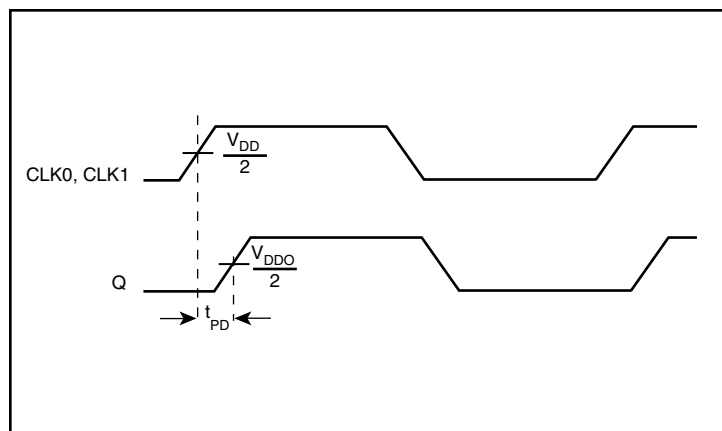 V_DD
2
CLK0, CLK1
V_DDO
2
Q
t_PD